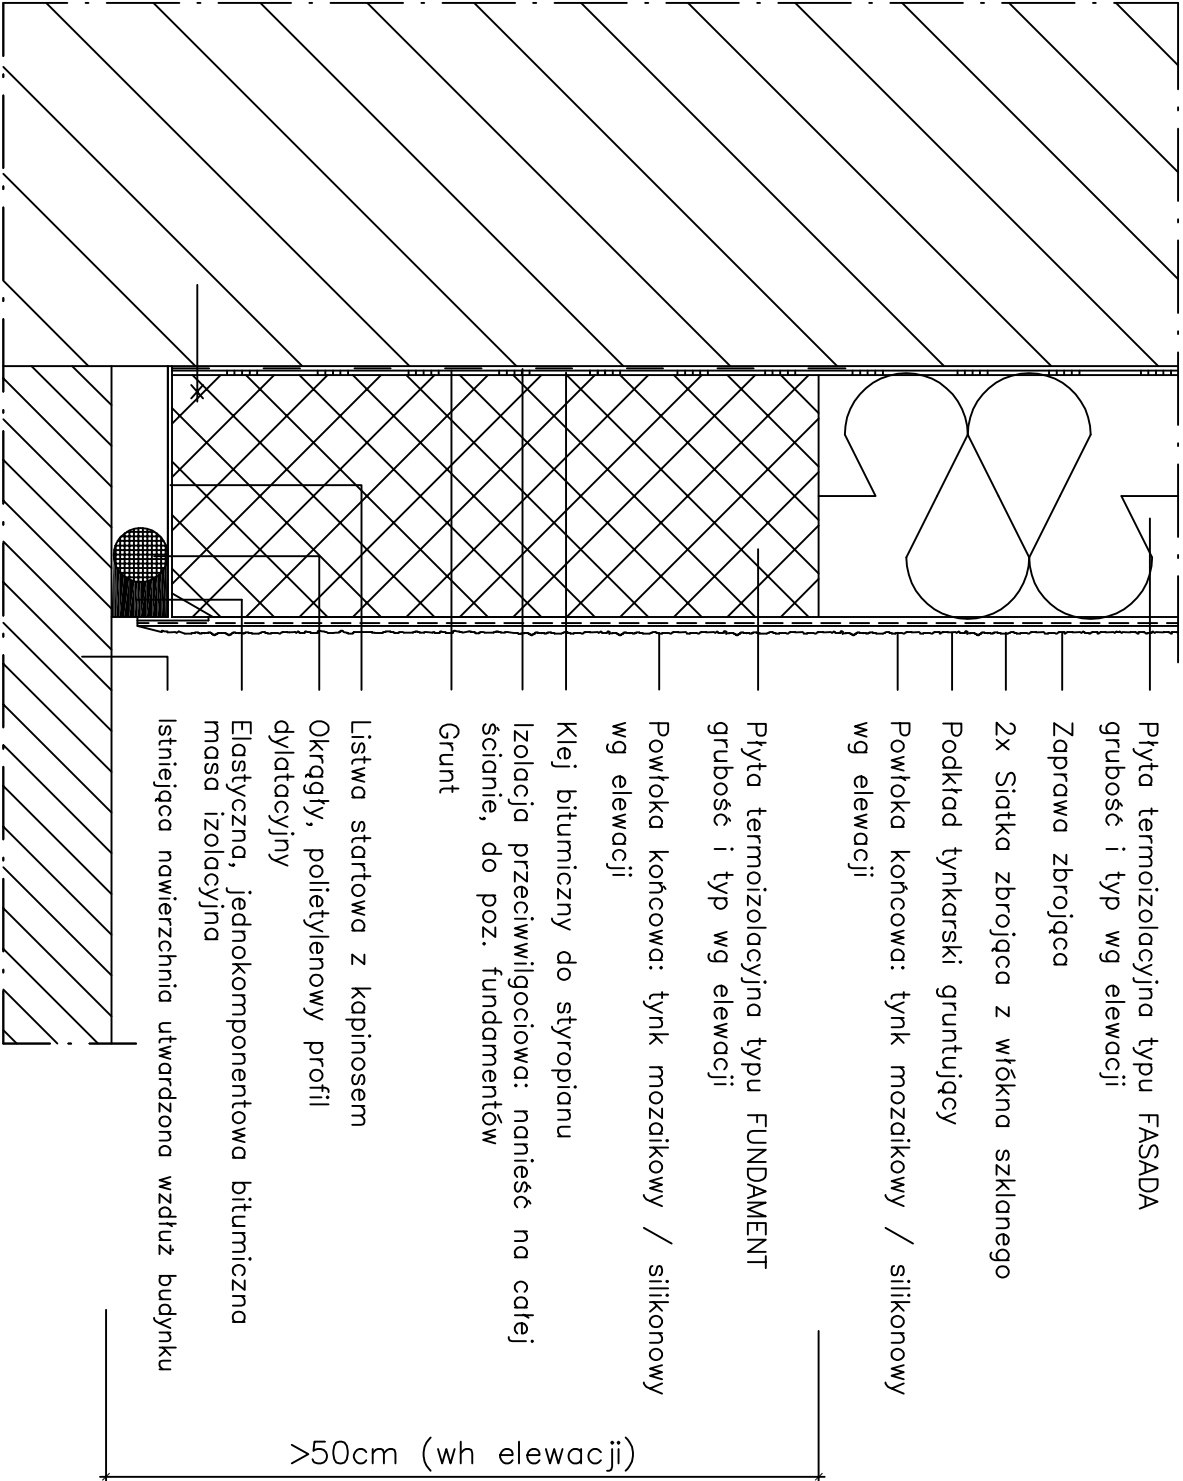 Płyta termoizolacyjna typu FASADA
grubość i typ wg elewacji
Zaprawa zbrojąca
2x Siatka zbrojąca z włókna szklanego
Podkład tynkarski gruntujący
Powłoka końcowa: tynk mozaikowy / silikonowy
wg elewacji
Płyta termoizolacyjna typu FUNDAMENT
grubość i typ wg elewacji
Powłoka końcowa: tynk mozaikowy / silikonowy
wg elewacji
Klej bitumiczny do styropianu
Izolacja przeciwwilgociowa: nanieść na całej
ścianie, do poz. fundamentów
Grunt
Listwa startowa z kapinosem
Okrągły, polietylenowy profil
dylatacyjny
Elastyczna, jednokomponentowa bitumiczna
masa izolacyjna
Istniejąca nawierzchnia utwardzona wzdłuż budynku
>50cm (wh elewacji)